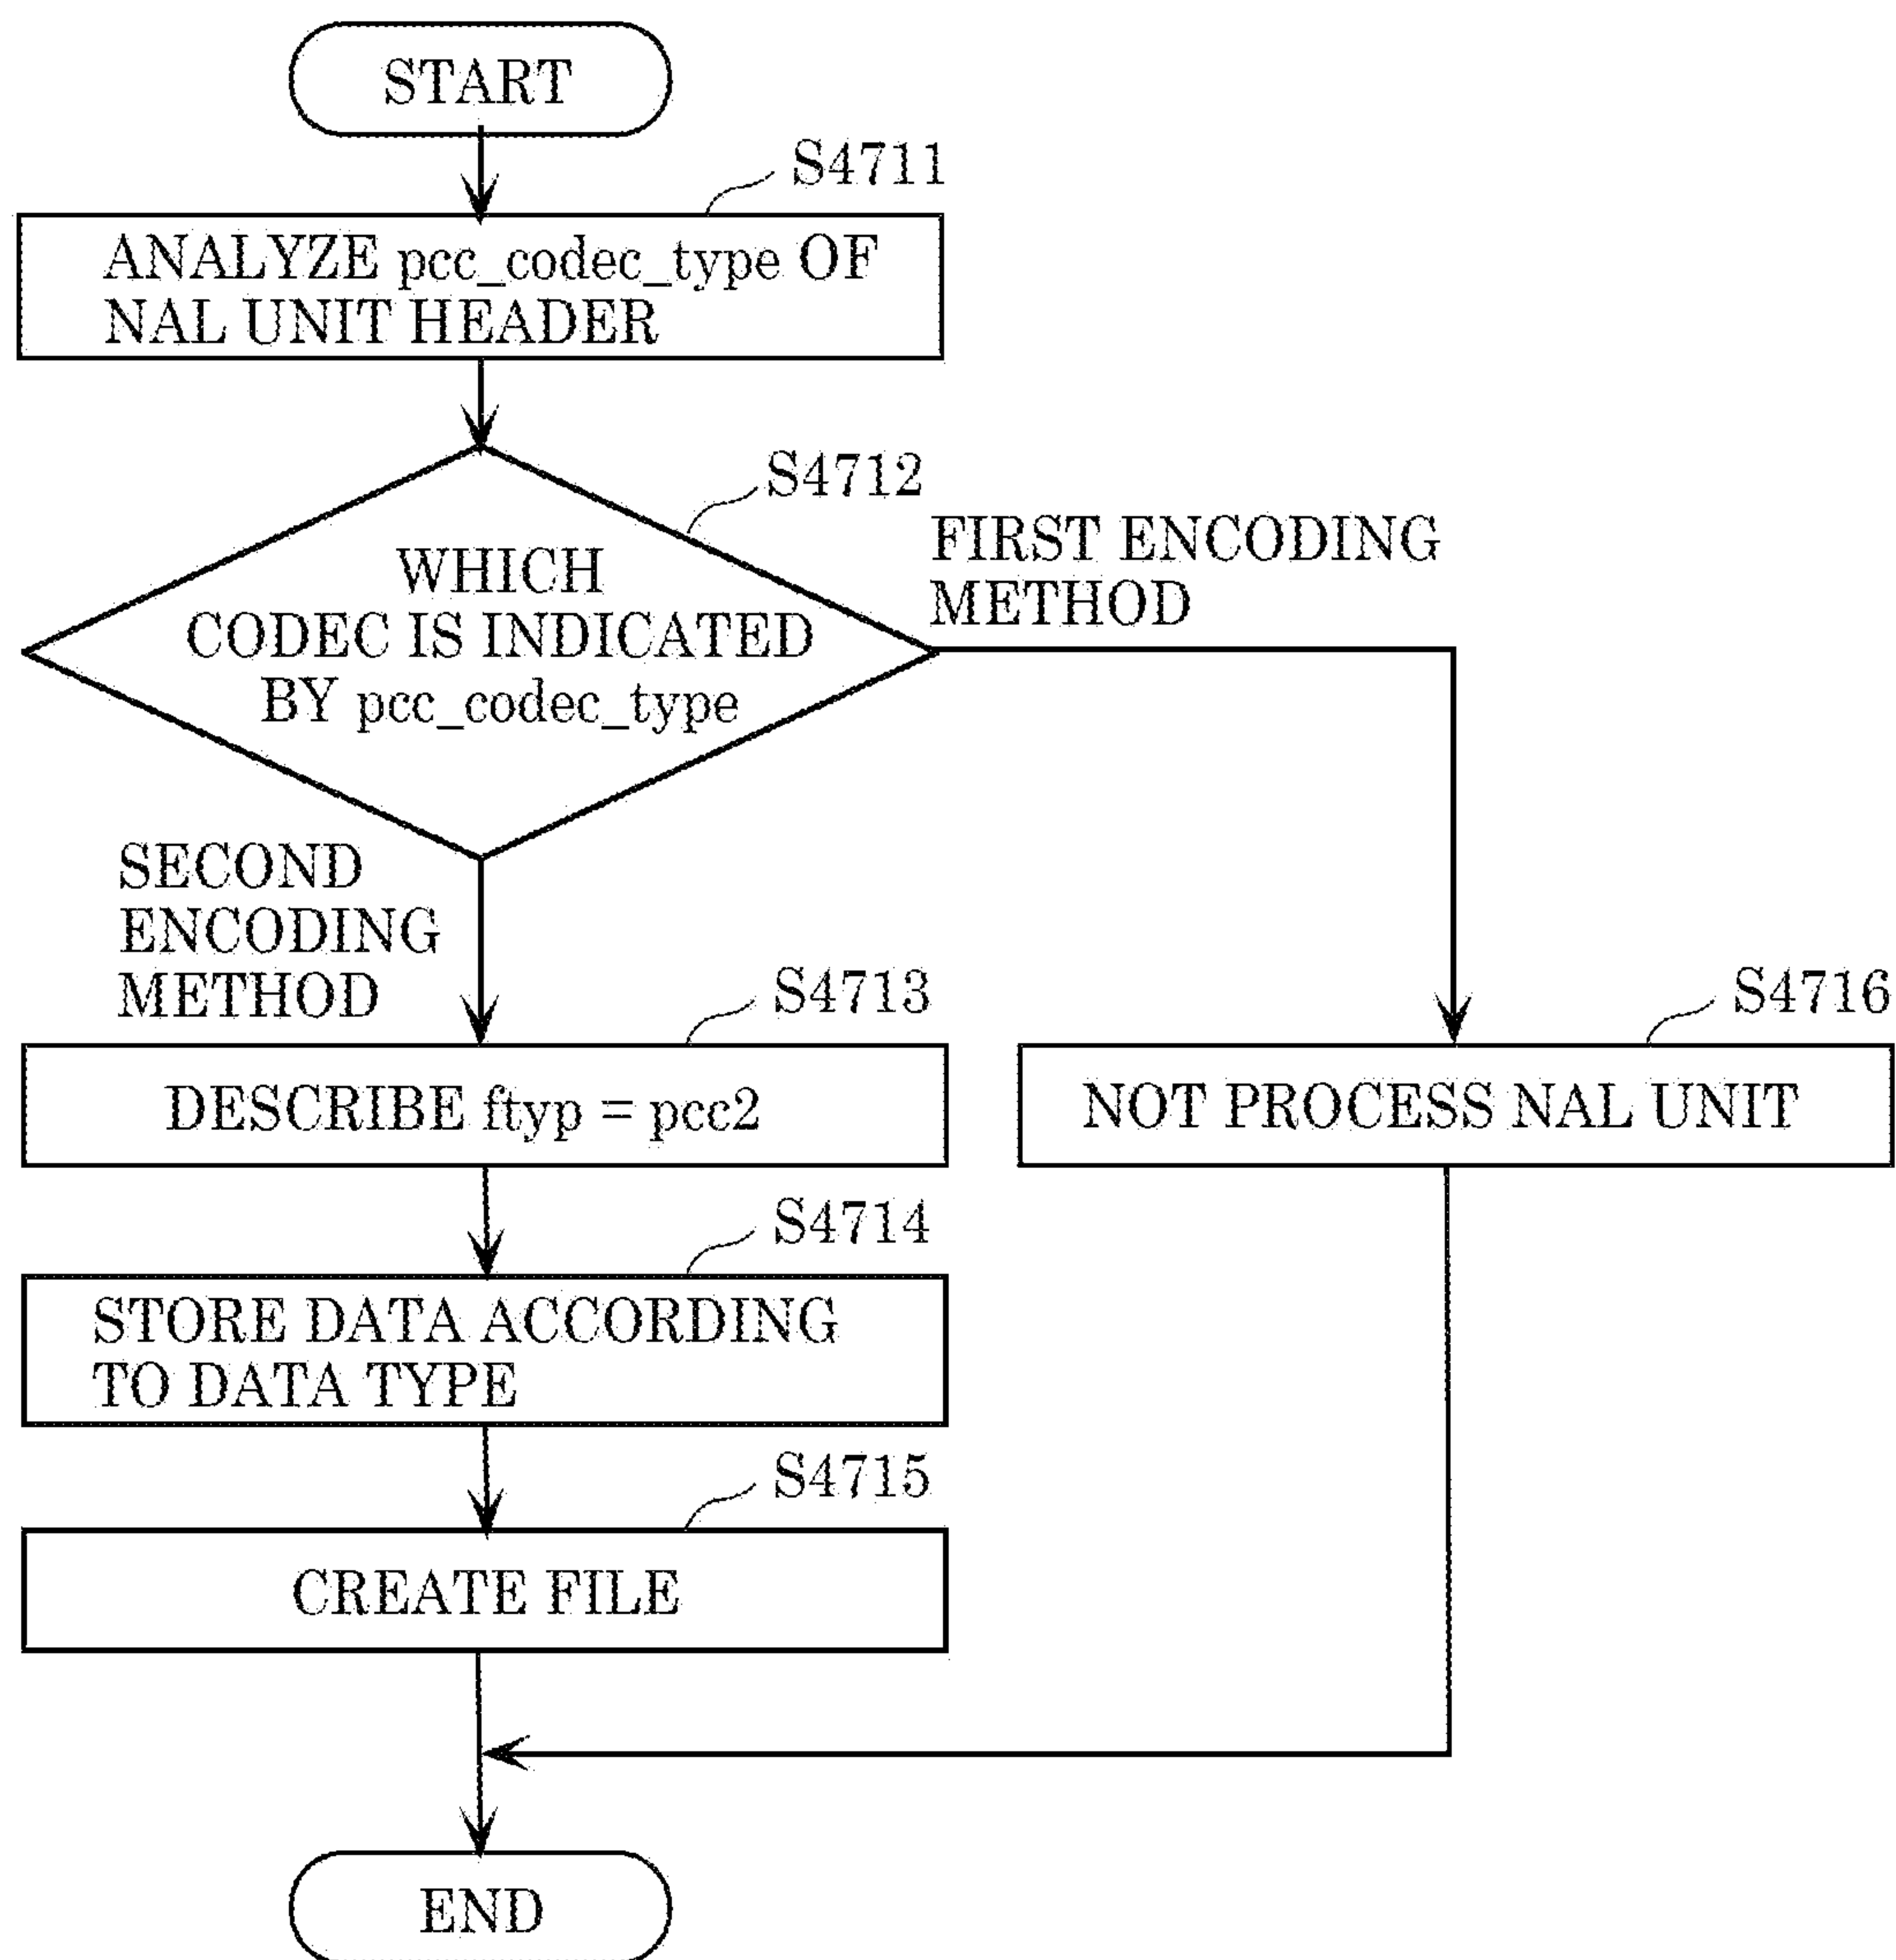 START
S4711
ANALYZE pcc_codec_type OF
NAL UNIT HEADER
S4712
WHICH
CODEC IS INDICATED
BY pcc_codec_type
FIRST ENCODING
METHOD
SECOND
ENCODING
METHOD
S4713
DESCRIBE ftyp = pcc2
S4716
NOT PROCESS NAL UNIT
S4714
STORE DATA ACCORDING
TO DATA TYPE
S4715
CREATE FILE
END